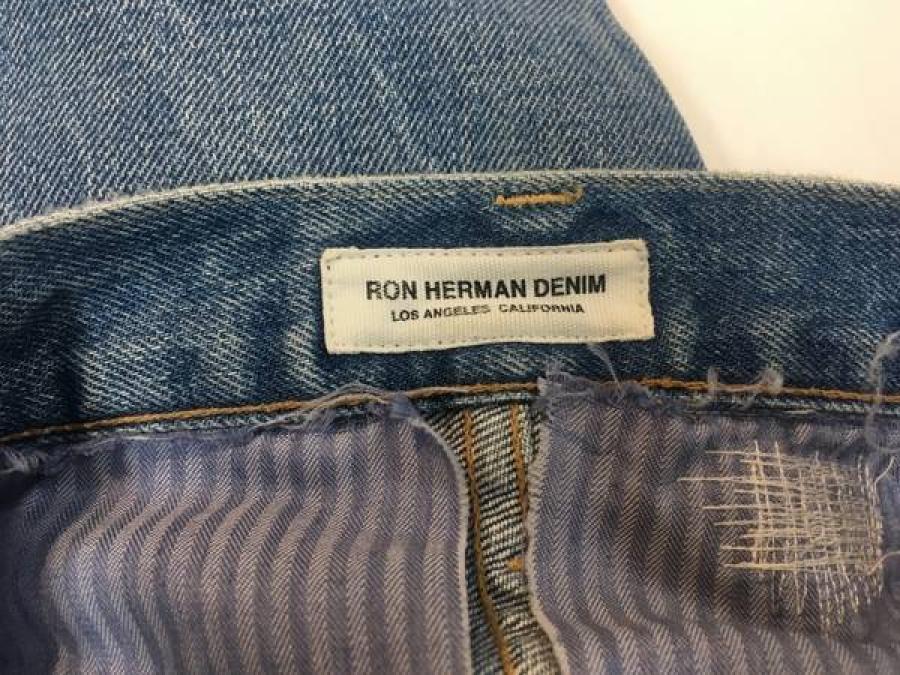 RON HERMAN DENIM
LOS ANGELES CALIFORNIA